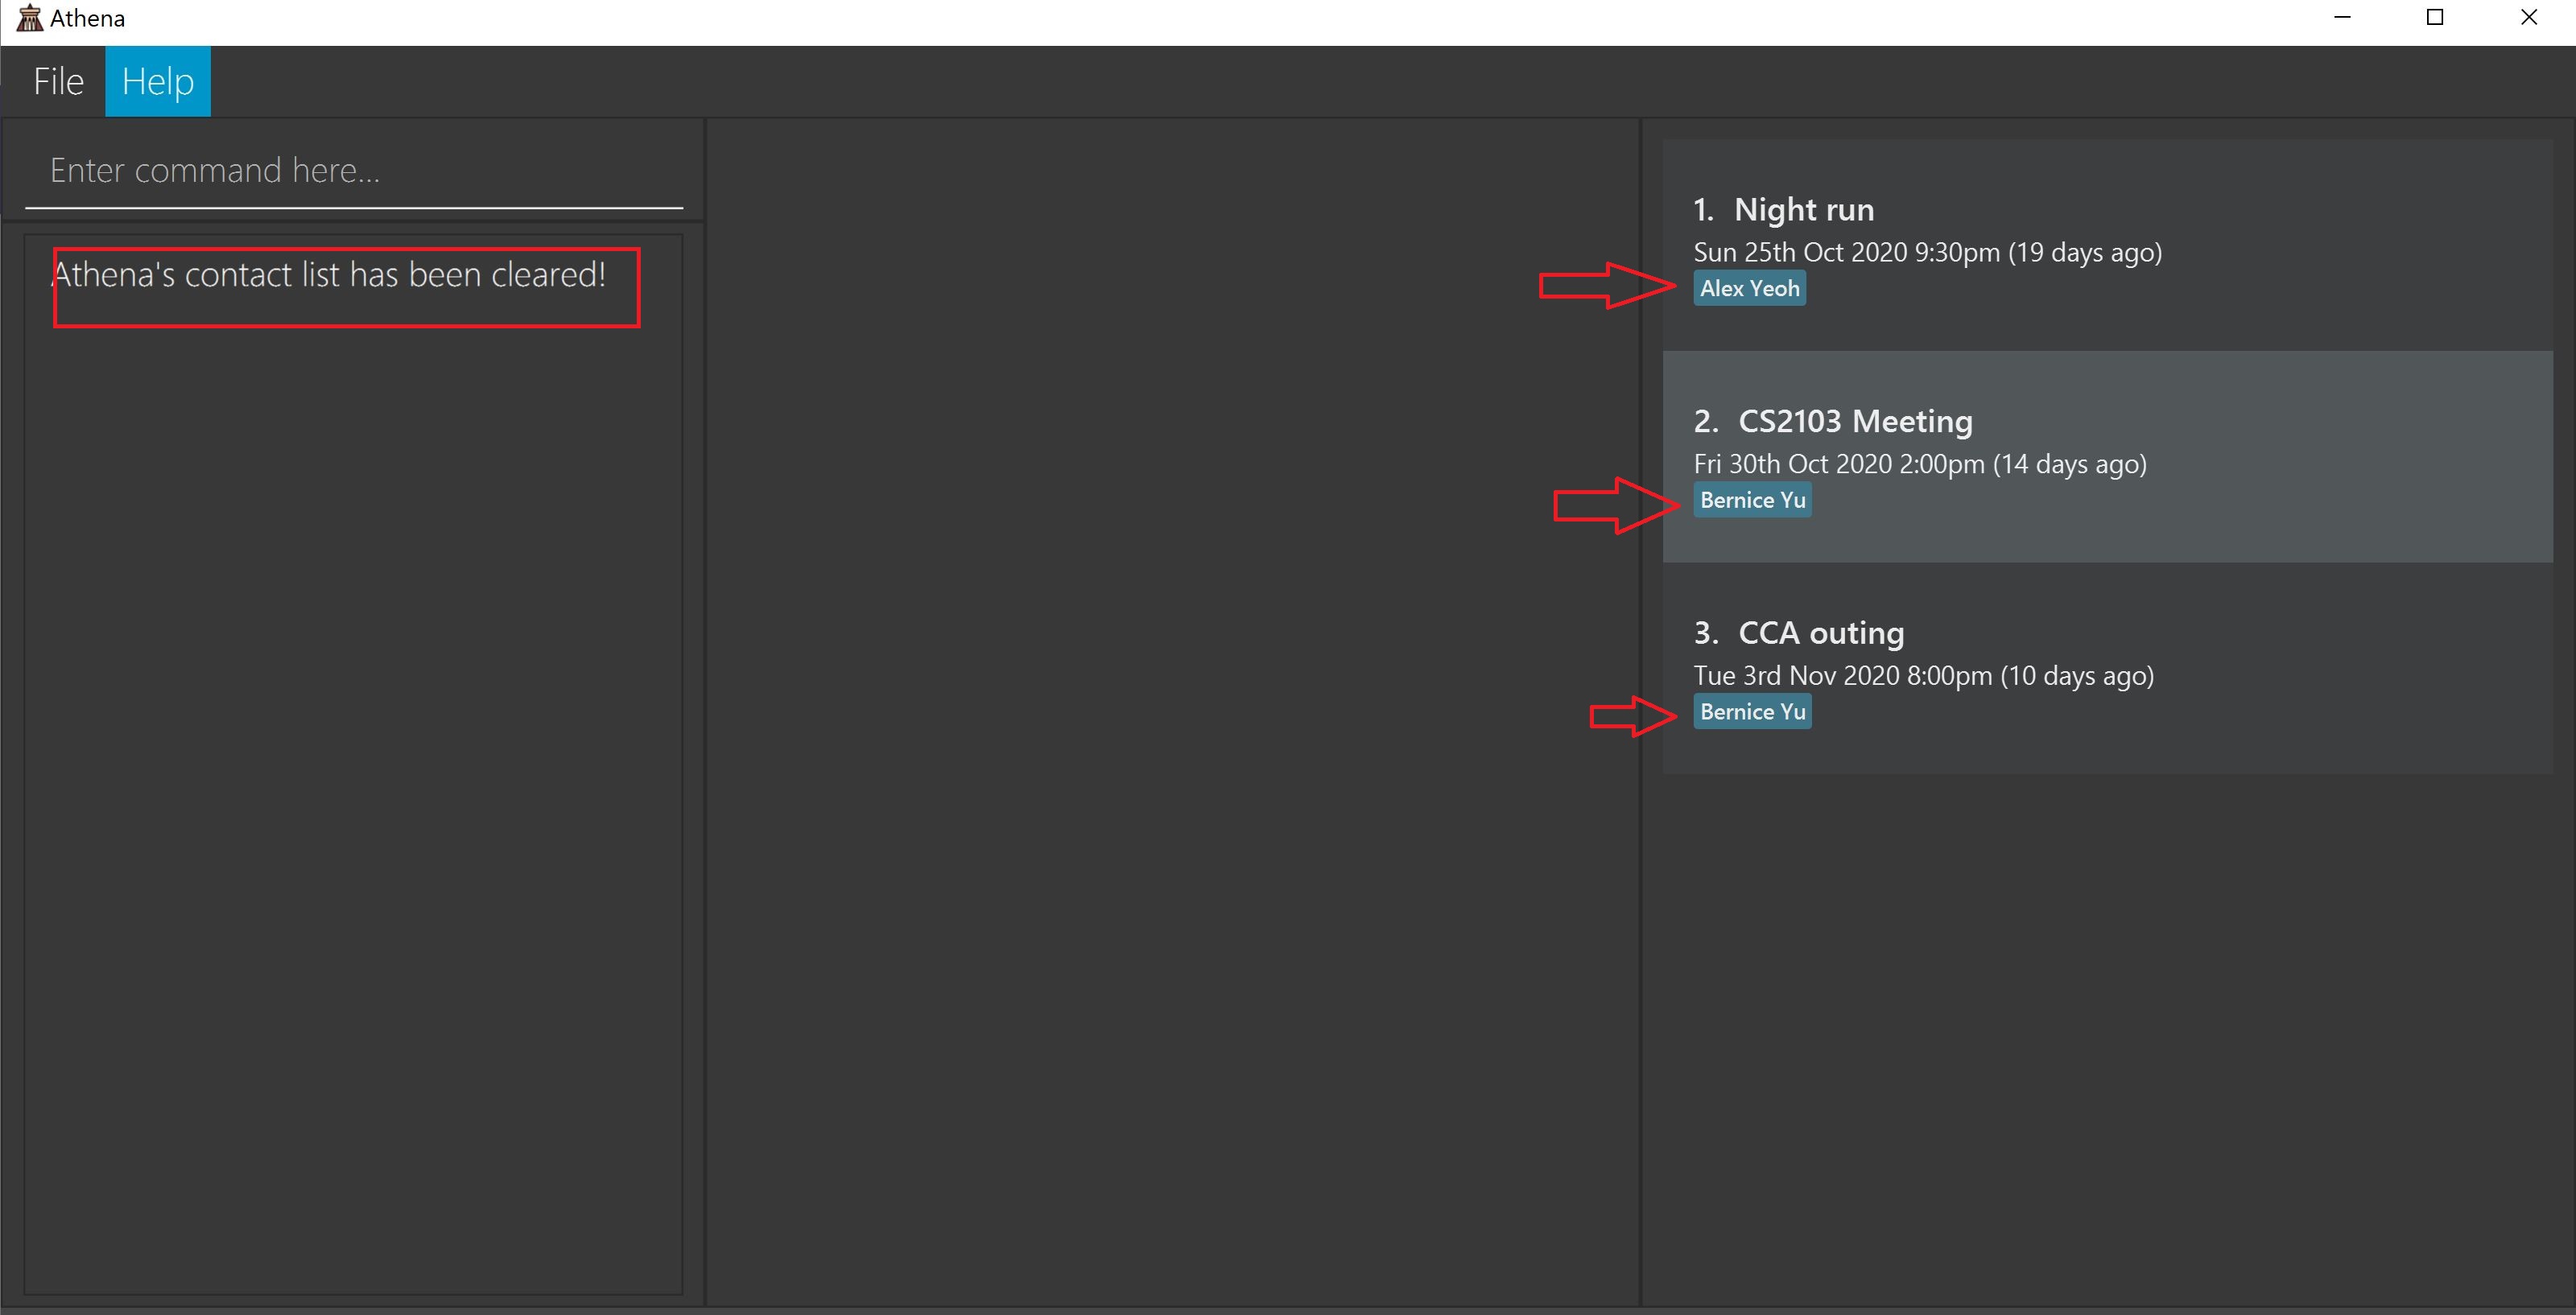 Athena
File Help
Enter command here...
Athena's contact list has been cleared!
1. Night run
Sun 25th Oct 2020 9:30pm (19 days ago)
Alex Yeoh
2. CS2103 Meeting
Fri 30th Oct 2020 2:00pm (14 days ago)
Bernice Yu
3. CCA outing
Tue 3rd Nov 2020 8:00pm (10 days ago)
Bernice Yu